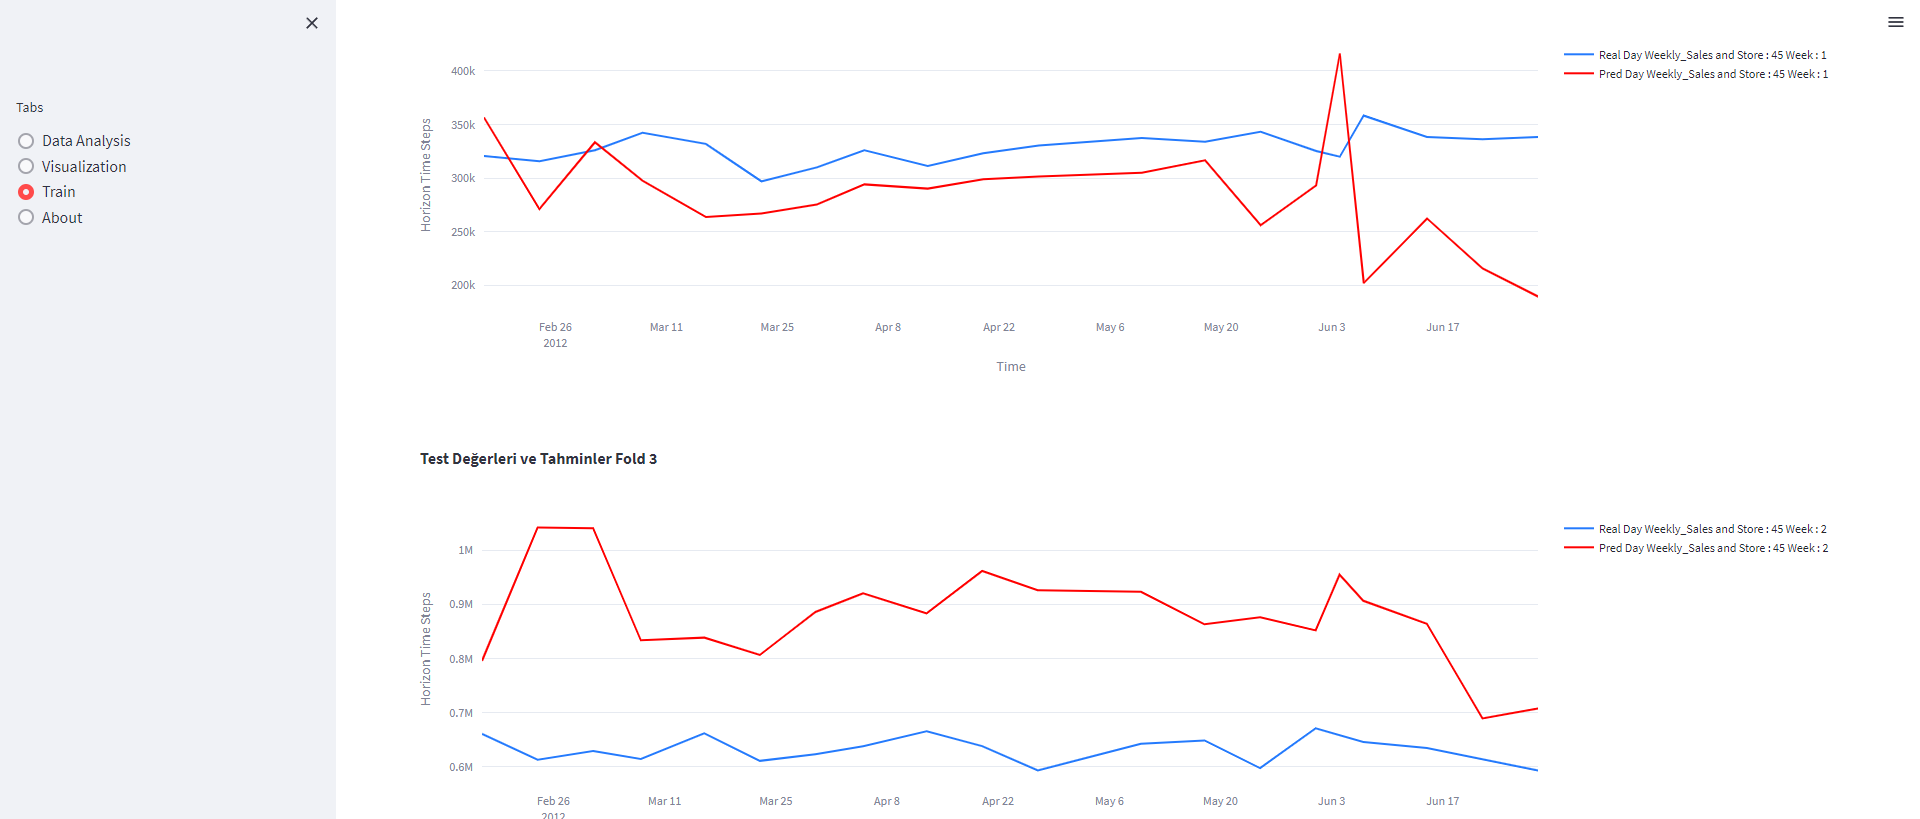 Tabs
Data Analysis
Visualization
Train
About
Real Day Weekly_Sales and Store : 45 Week : 1
Pred Day Weekly_Sales and Store : 45 Week : 1
400k
350k
300k
250k
200k
Horizon Time Steps
Feb 26
2012
Mar 11
Mar 25
Apr 8
Apr 22
May 6
May 20
Jun 3
Jun 17
Time
Test Değerleri ve Tahminler Fold 3
Real Day Weekly_Sales and Store : 45 Week : 2
Pred Day Weekly_Sales and Store : 45 Week : 2
1M
0.9M
0.8M
0.7M
0.6M
Horizon Time Steps
Feb 26
2012
Mar 11
Mar 25
Apr 8
Apr 22
May 6
May 20
Jun 3
Jun 17